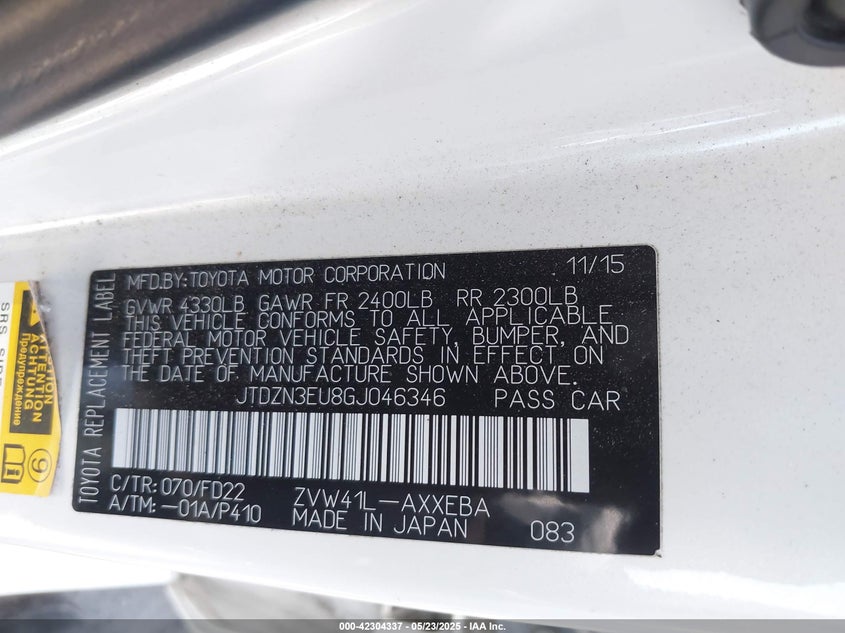 TOYOTA REPLACEMENT LABEL
MFD.BY:TOYOTA MOTOR CORPORATION 11/15
GVWR 4330LB GAWR FR 2400LB RR 2300LB
THIS VEHICLE CONFORMS TO ALL APPLICABLE
FEDERAL MOTOR VEHICLE SAFETY, BUMPER, AND
THEFT PREVENTION STANDARDS IN EFFECT ON
THE DATE OF MANUFACTURE SHOWN ABOVE.
JTDZN3EU8GJ046346 PASS CAR
C/TR: 070/FD22 ZVW41L-AXXEBA
A/TM: -01A/P410 MADE IN JAPAN 083
SRS SIDE
ATTENTION
ACHTUNG
Предупреждение
9
000-42304337 - 05/23/2025 - IAA Inc.